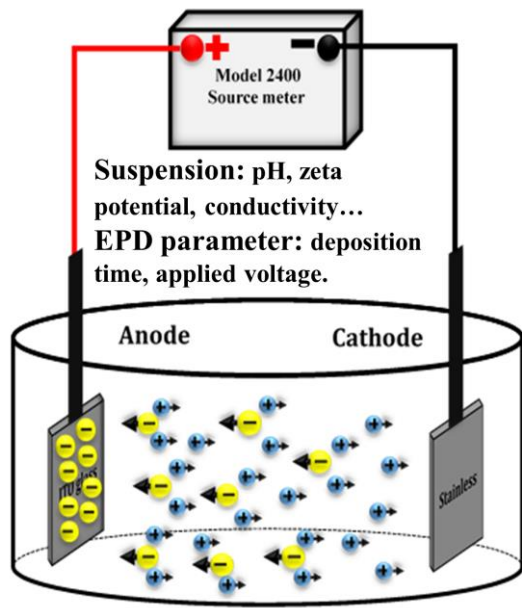 + −
Model 2400
Source meter
Suspension: pH, zeta
potential, conductivity…
EPD parameter: deposition
time, applied voltage.
Anode
Cathode
ITO glass
Stainless